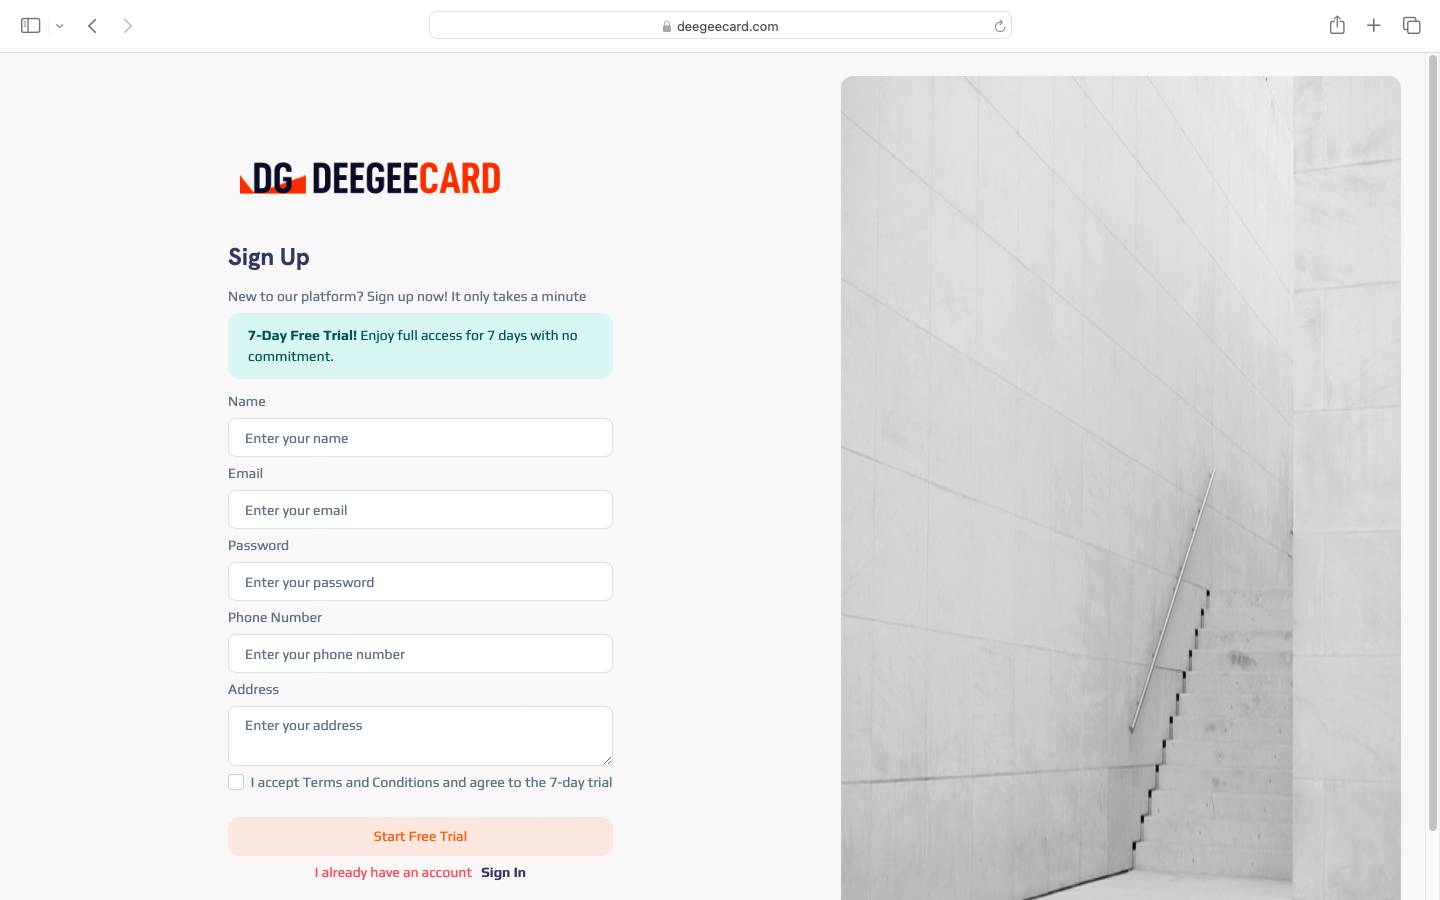 deegeecard.com
DG DEEGEECARD
Sign Up
New to our platform? Sign up now! It only takes a minute
7-Day Free Trial! Enjoy full access for 7 days with no
commitment.
Name
Enter your name
Email
Enter your email
Password
Enter your password
Phone Number
Enter your phone number
Address
Enter your address
I accept Terms and Conditions and agree to the 7-day trial
Start Free Trial
I already have an account Sign In